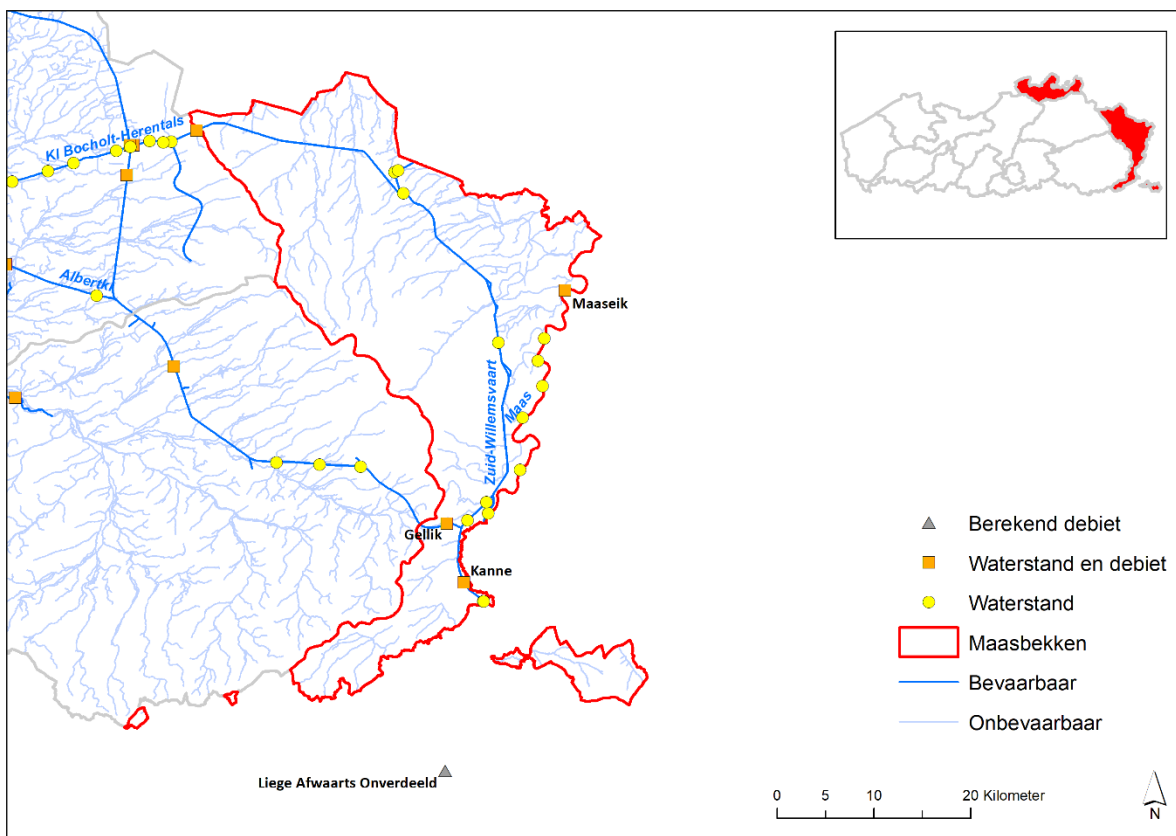 Kl Bocholt-Herentals
Albertkl
Maaseik
Zuid-Willemsvaart
Maas
Gellik
Kanne
Liege Afwaarts Onverdeeld
Berekend debiet
Waterstand en debiet
Waterstand
Maasbekken
Bevaarbaar
Onbevaarbaar
0 5 10 20 Kilometer
N